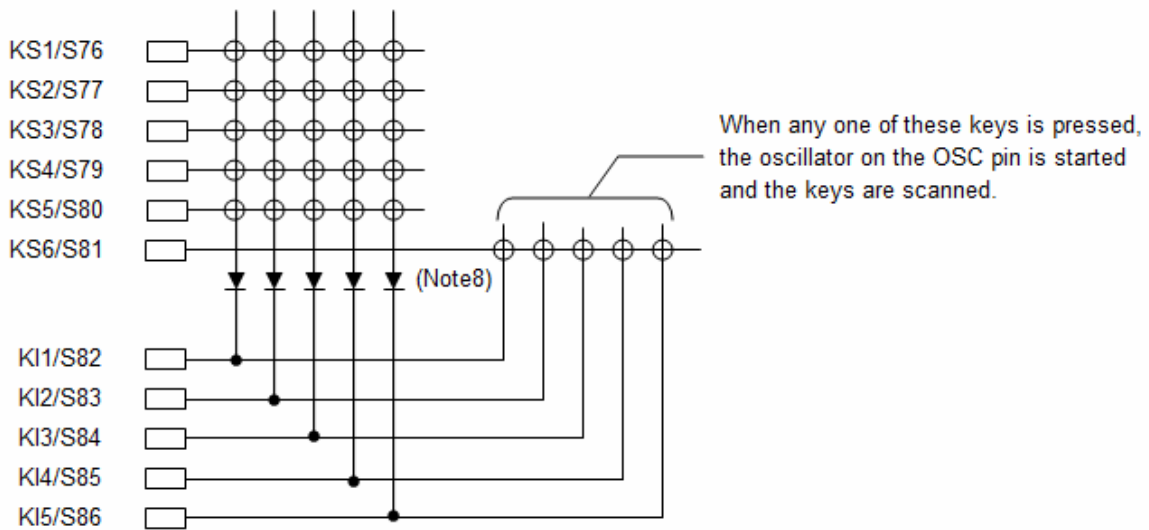 KS1/S76
KS2/S77
KS3/S78
KS4/S79
KS5/S80
KS6/S81
When any one of these keys is pressed,
the oscillator on the OSC pin is started
and the keys are scanned.
(Note8)
KI1/S82
KI2/S83
KI3/S84
KI4/S85
KI5/S86